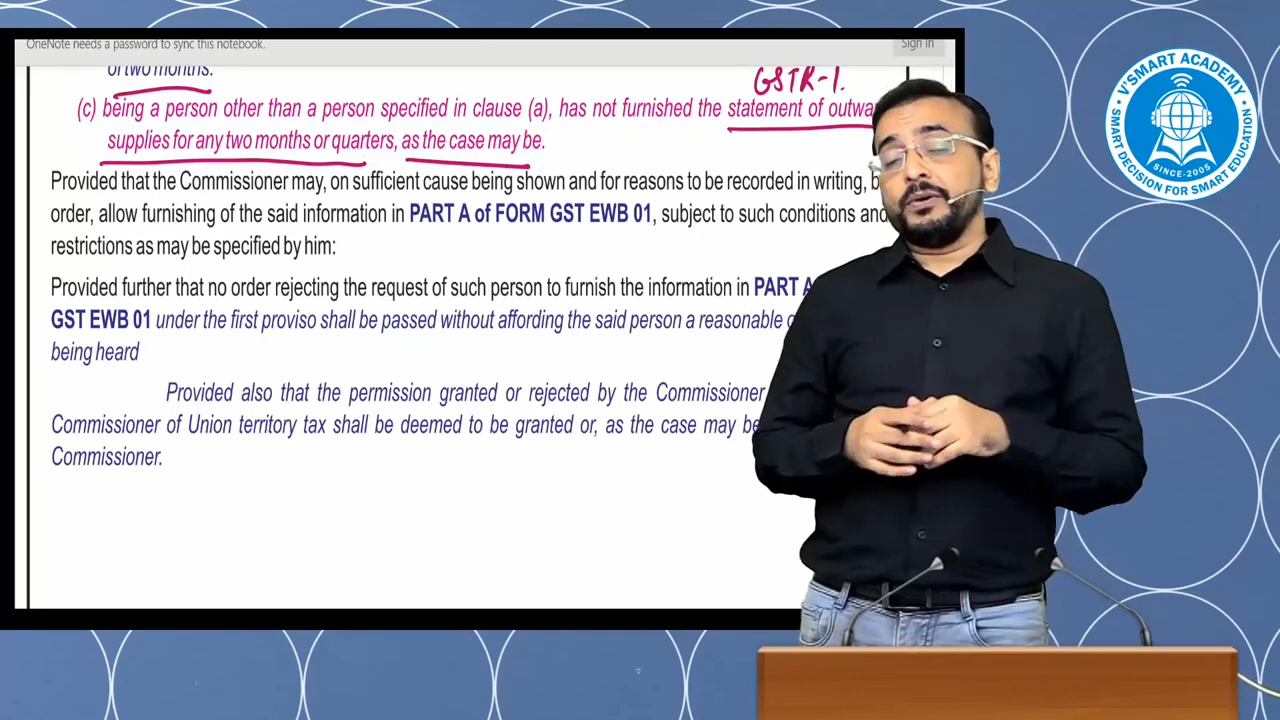 OneNote needs a password to sync this notebook.
Sign in
of two months.
GSTR-1.
(c) being a person other than a person specified in clause (a), has not furnished the statement of outwa
supplies for any two months or quarters, as the case may be.
Provided that the Commissioner may, on sufficient cause being shown and for reasons to be recorded in writing, b
order, allow furnishing of the said information in PART A of FORM GST EWB 01, subject to such conditions and
restrictions as may be specified by him:
Provided further that no order rejecting the request of such person to furnish the information in PART A
GST EWB 01 under the first proviso shall be passed without affording the said person a reasonable o
being heard
Provided also that the permission granted or rejected by the Commissioner
Commissioner of Union territory tax shall be deemed to be granted or, as the case may be
Commissioner.
V'SMART ACADEMY
SINCE-2005
SMART DECISION FOR SMART EDUCATION